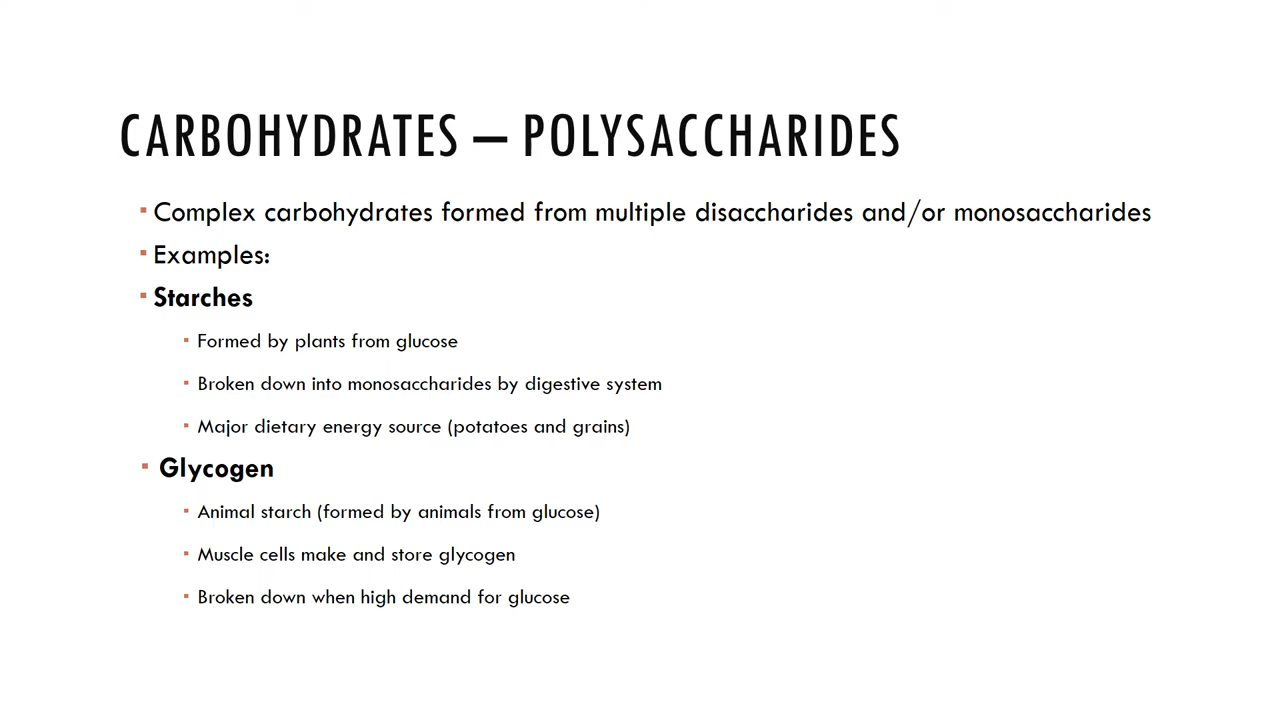 CARBOHYDRATES – POLYSACCHARIDES
▪ Complex carbohydrates formed from multiple disaccharides and/or monosaccharides
▪ Examples:
▪ Starches
▪ Formed by plants from glucose
▪ Broken down into monosaccharides by digestive system
▪ Major dietary energy source (potatoes and grains)
▪ Glycogen
▪ Animal starch (formed by animals from glucose)
▪ Muscle cells make and store glycogen
▪ Broken down when high demand for glucose